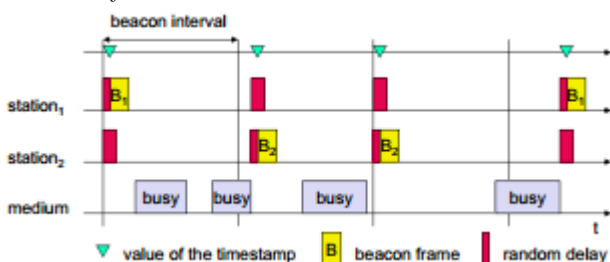 beacon interval
B1
station1
B1
B2
B2
station2
busy
busy
busy
busy
medium
t
value of the timestamp
B
beacon frame
random delay